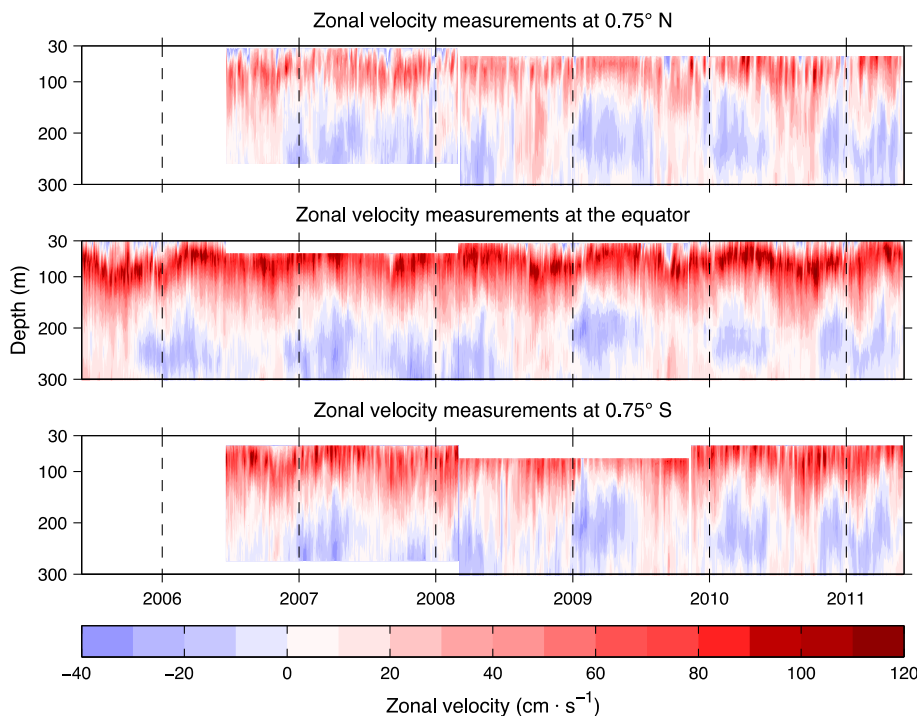 Zonal velocity measurements at 0.75° N
30
100
200
300
Zonal velocity measurements at the equator
30
100
200
300
Depth (m)
Zonal velocity measurements at 0.75° S
30
100
200
300
2006 2007 2008 2009 2010 2011
−40 −20 0 20 40 60 80 100 120
Zonal velocity (cm · s⁻¹)